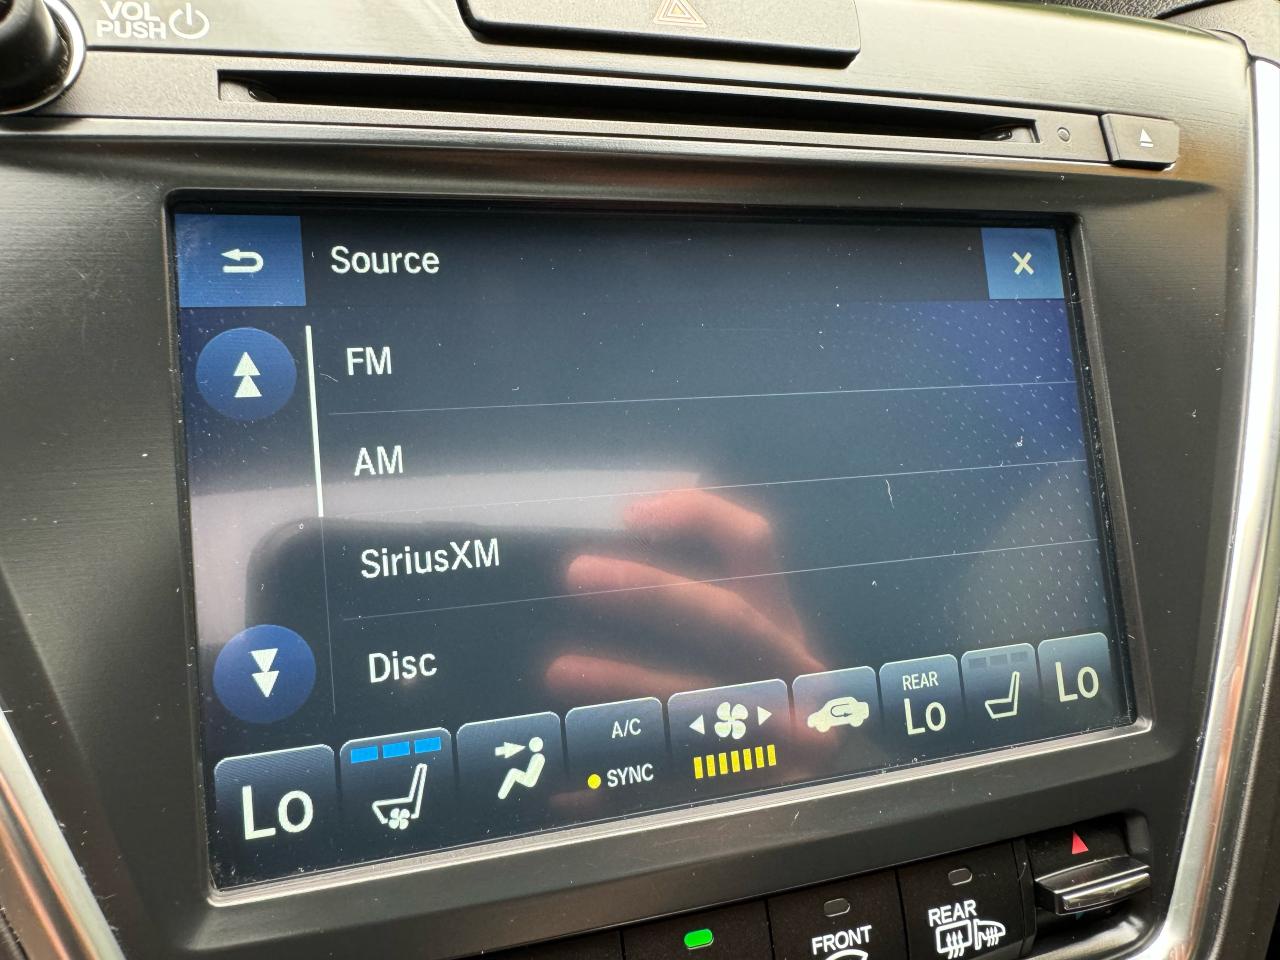 VOL
PUSH
Source
FM
AM
SiriusXM
Disc
Lo
A/C
SYNC
REAR
Lo
Lo
FRONT
REAR